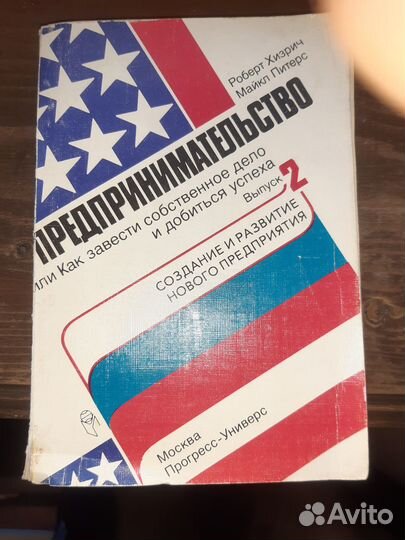 Роберт Хизрич
Майкл Питерс
ПРЕДПРИНИМАТЕЛЬСТВО
или Как завести собственное дело
и добиться успеха
Выпуск 2
СОЗДАНИЕ И РАЗВИТИЕ
НОВОГО ПРЕДПРИЯТИЯ
Москва
Прогресс-Универс
Avito